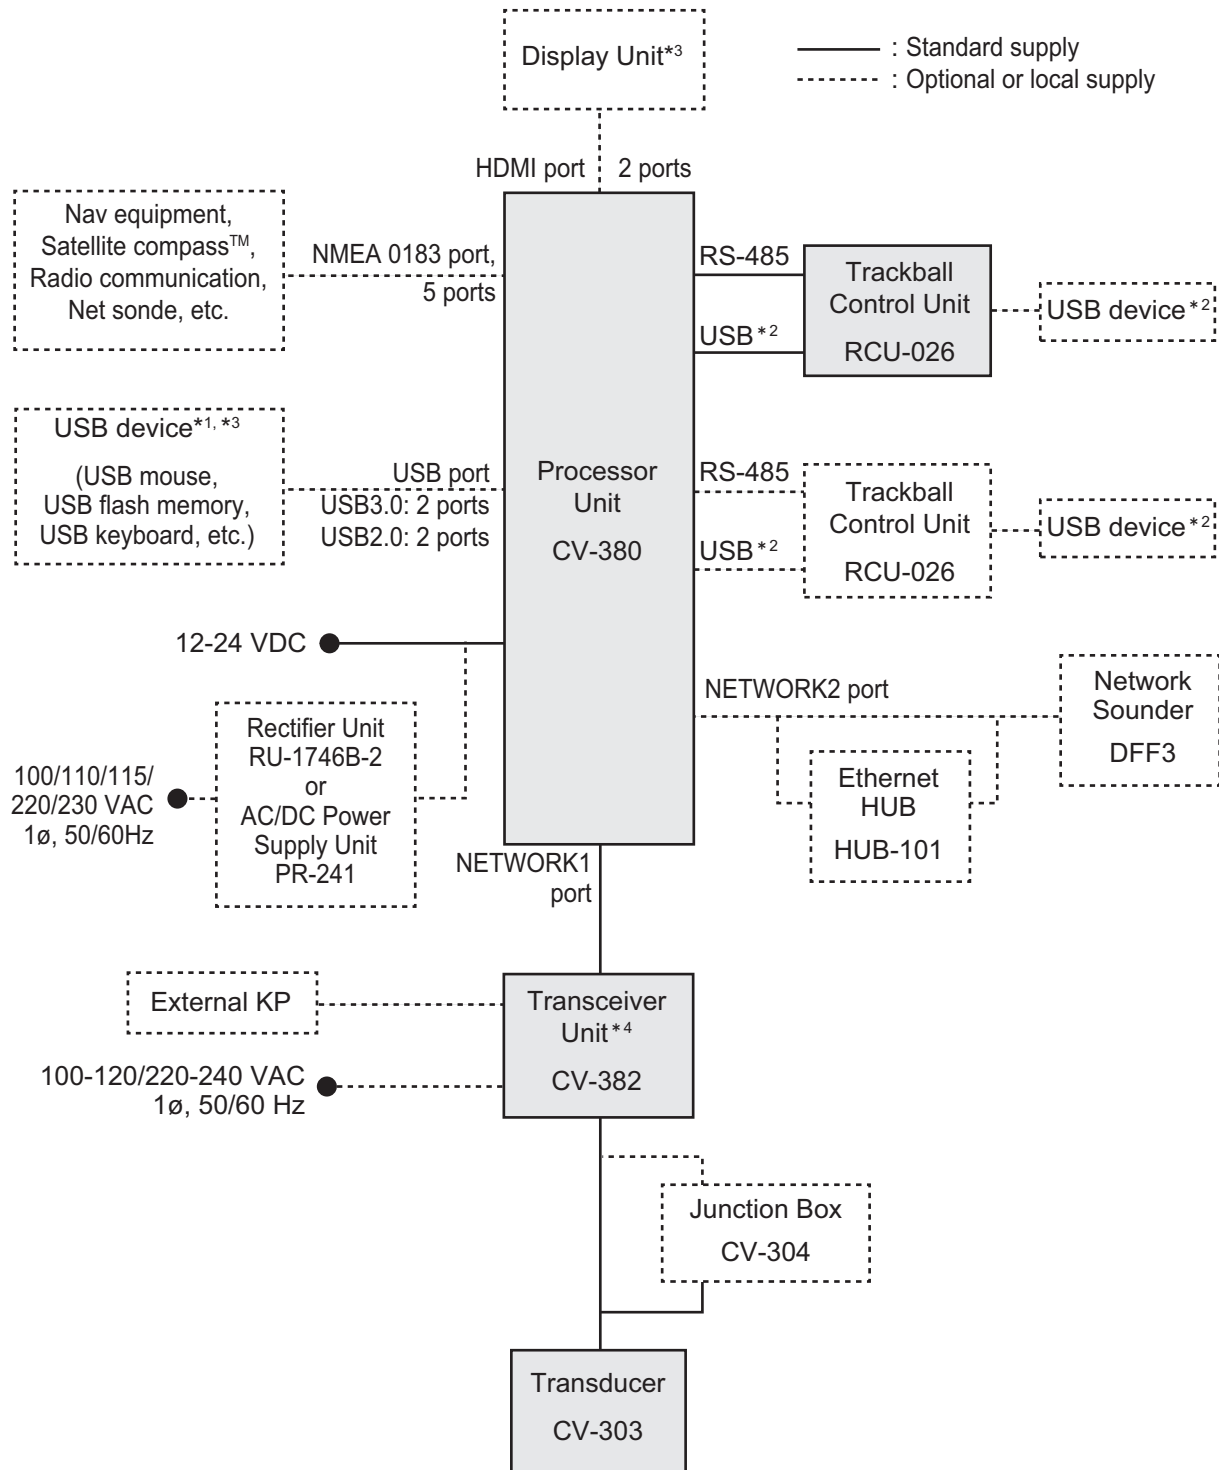 Display Unit*3
: Standard supply
: Optional or local supply
HDMI port
2 ports
Nav equipment,
Satellite compass™,
Radio communication,
Net sonde, etc.
NMEA 0183 port,
5 ports
RS-485
USB*2
Trackball
Control Unit
RCU-026
USB device*2
USB device*1, *3
(USB mouse,
USB flash memory,
USB keyboard, etc.)
USB port
USB3.0: 2 ports
USB2.0: 2 ports
Processor
Unit
CV-380
RS-485
USB*2
Trackball
Control Unit
RCU-026
USB device*2
12-24 VDC
NETWORK2 port
Network
Sounder
DFF3
Ethernet
HUB
HUB-101
Rectifier Unit
RU-1746B-2
or
AC/DC Power
Supply Unit
PR-241
100/110/115/
220/230 VAC
1ø, 50/60Hz
NETWORK1
port
External KP
Transceiver
Unit*4
CV-382
100-120/220-240 VAC
1ø, 50/60 Hz
Junction Box
CV-304
Transducer
CV-303